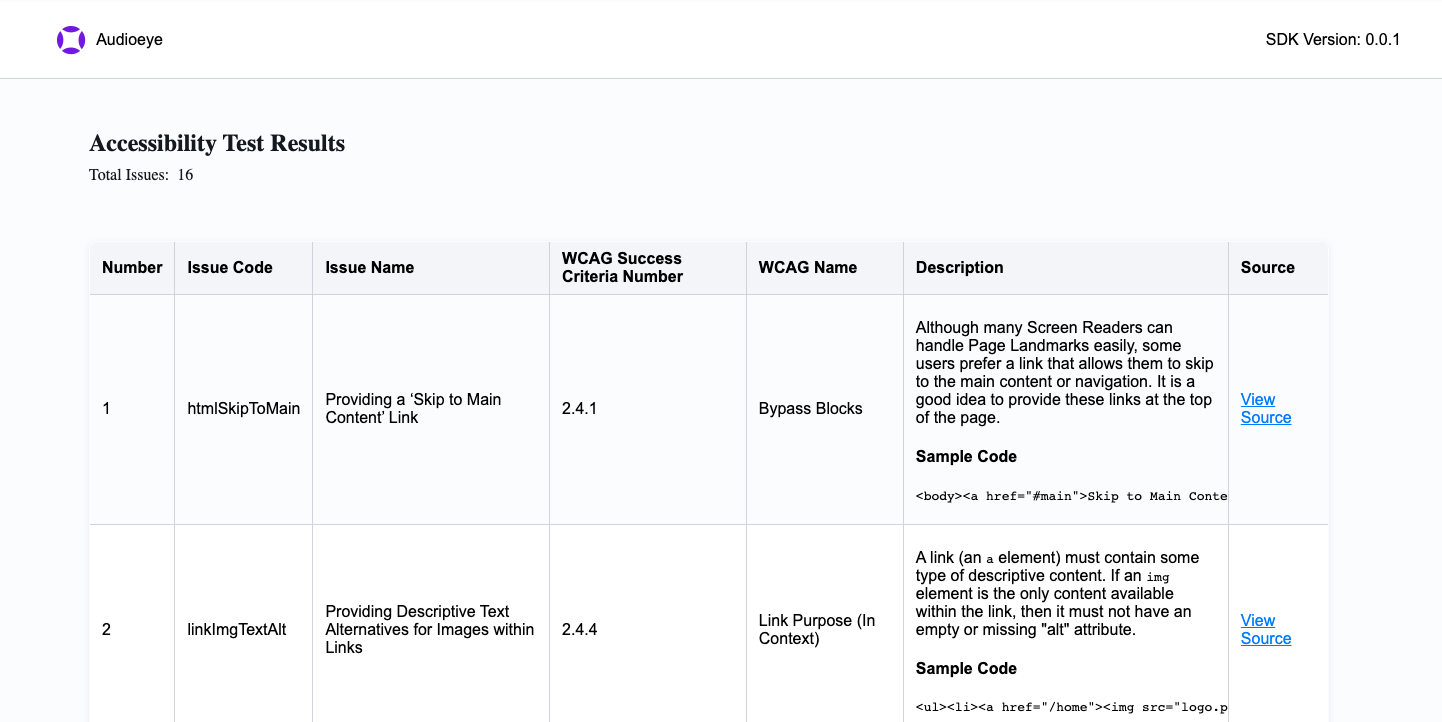 Audioeye
SDK Version: 0.0.1
Accessibility Test Results
Total Issues: 16
Number
Issue Code
Issue Name
WCAG Success
Criteria Number
WCAG Name
Description
Source
1
htmlSkipToMain
Providing a ‘Skip to Main
Content’ Link
2.4.1
Bypass Blocks
Although many Screen Readers can
handle Page Landmarks easily, some
users prefer a link that allows them to skip
to the main content or navigation. It is a
good idea to provide these links at the top
of the page.
Sample Code
<body><a href="#main">Skip to Main Conte
View
Source
2
linkImgTextAlt
Providing Descriptive Text
Alternatives for Images within
Links
2.4.4
Link Purpose (In
Context)
A link (an a element) must contain some
type of descriptive content. If an img
element is the only content available
within the link, then it must not have an
empty or missing "alt" attribute.
Sample Code
<ul><li><a href="/home"><img src="logo.p
View
Source